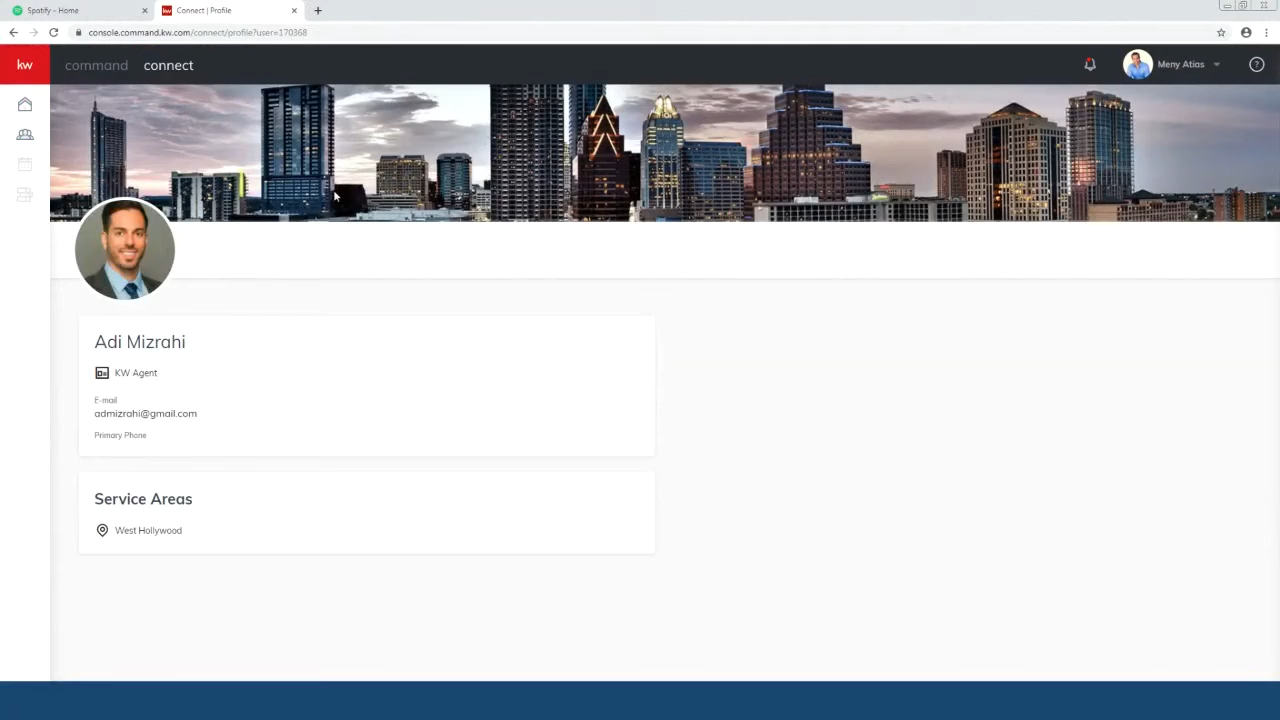 Spotify - Home
Connect | Profile
console.command.kw.com/connect/profile?user=170368
kw
command
connect
Meny Atias
?
Adi Mizrahi
KW Agent
E-mail
admizrahi@gmail.com
Primary Phone
Service Areas
West Hollywood